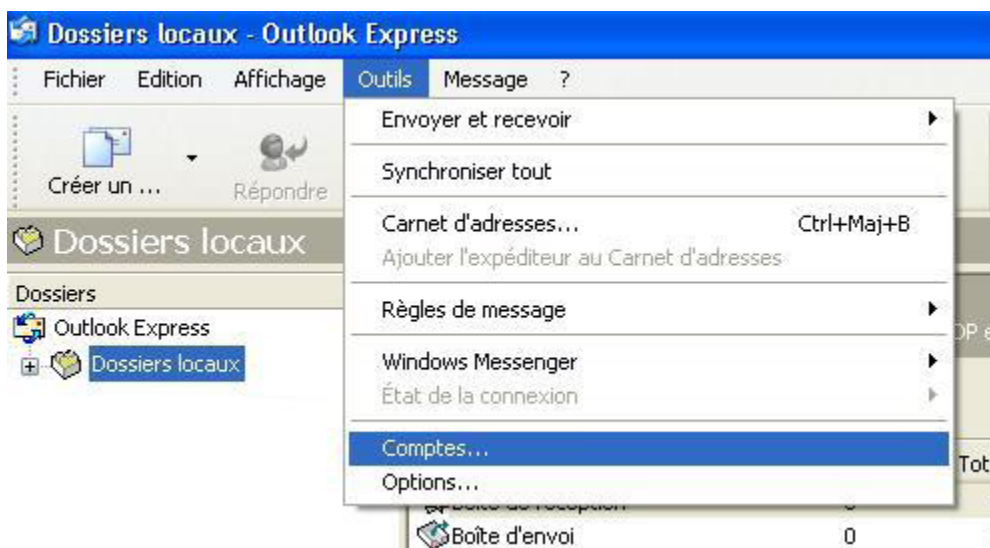 Dossiers locaux - Outlook Express
Fichier Edition Affichage Outils Message ?
Créer un ...
Répondre
Envoyer et recevoir
Synchroniser tout
Carnet d'adresses... Ctrl+Maj+B
Ajouter l'expéditeur au Carnet d'adresses
Règles de message
Windows Messenger
État de la connexion
Comptes...
Options...
Dossiers locaux
Dossiers
Outlook Express
Dossiers locaux
Boîte d'envoi 0